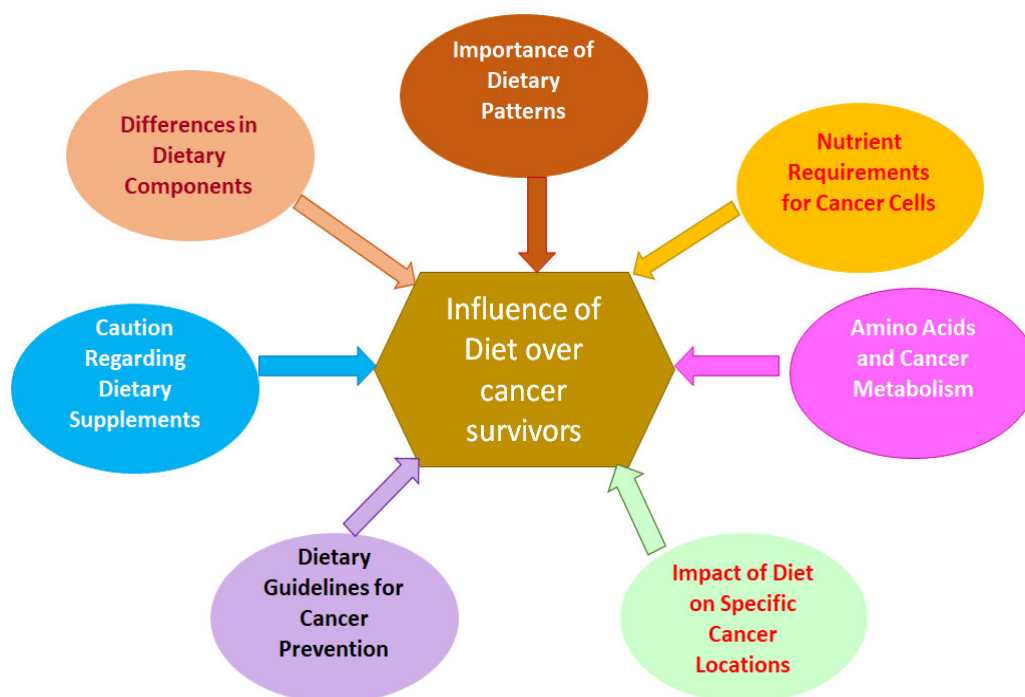 Importance of
Dietary
Patterns
Differences in
Dietary
Components
Nutrient
Requirements
for Cancer Cells
Influence of
Diet over
cancer
survivors
Caution
Regarding
Dietary
Supplements
Amino Acids
and Cancer
Metabolism
Dietary
Guidelines for
Cancer
Prevention
Impact of Diet
on Specific
Cancer
Locations